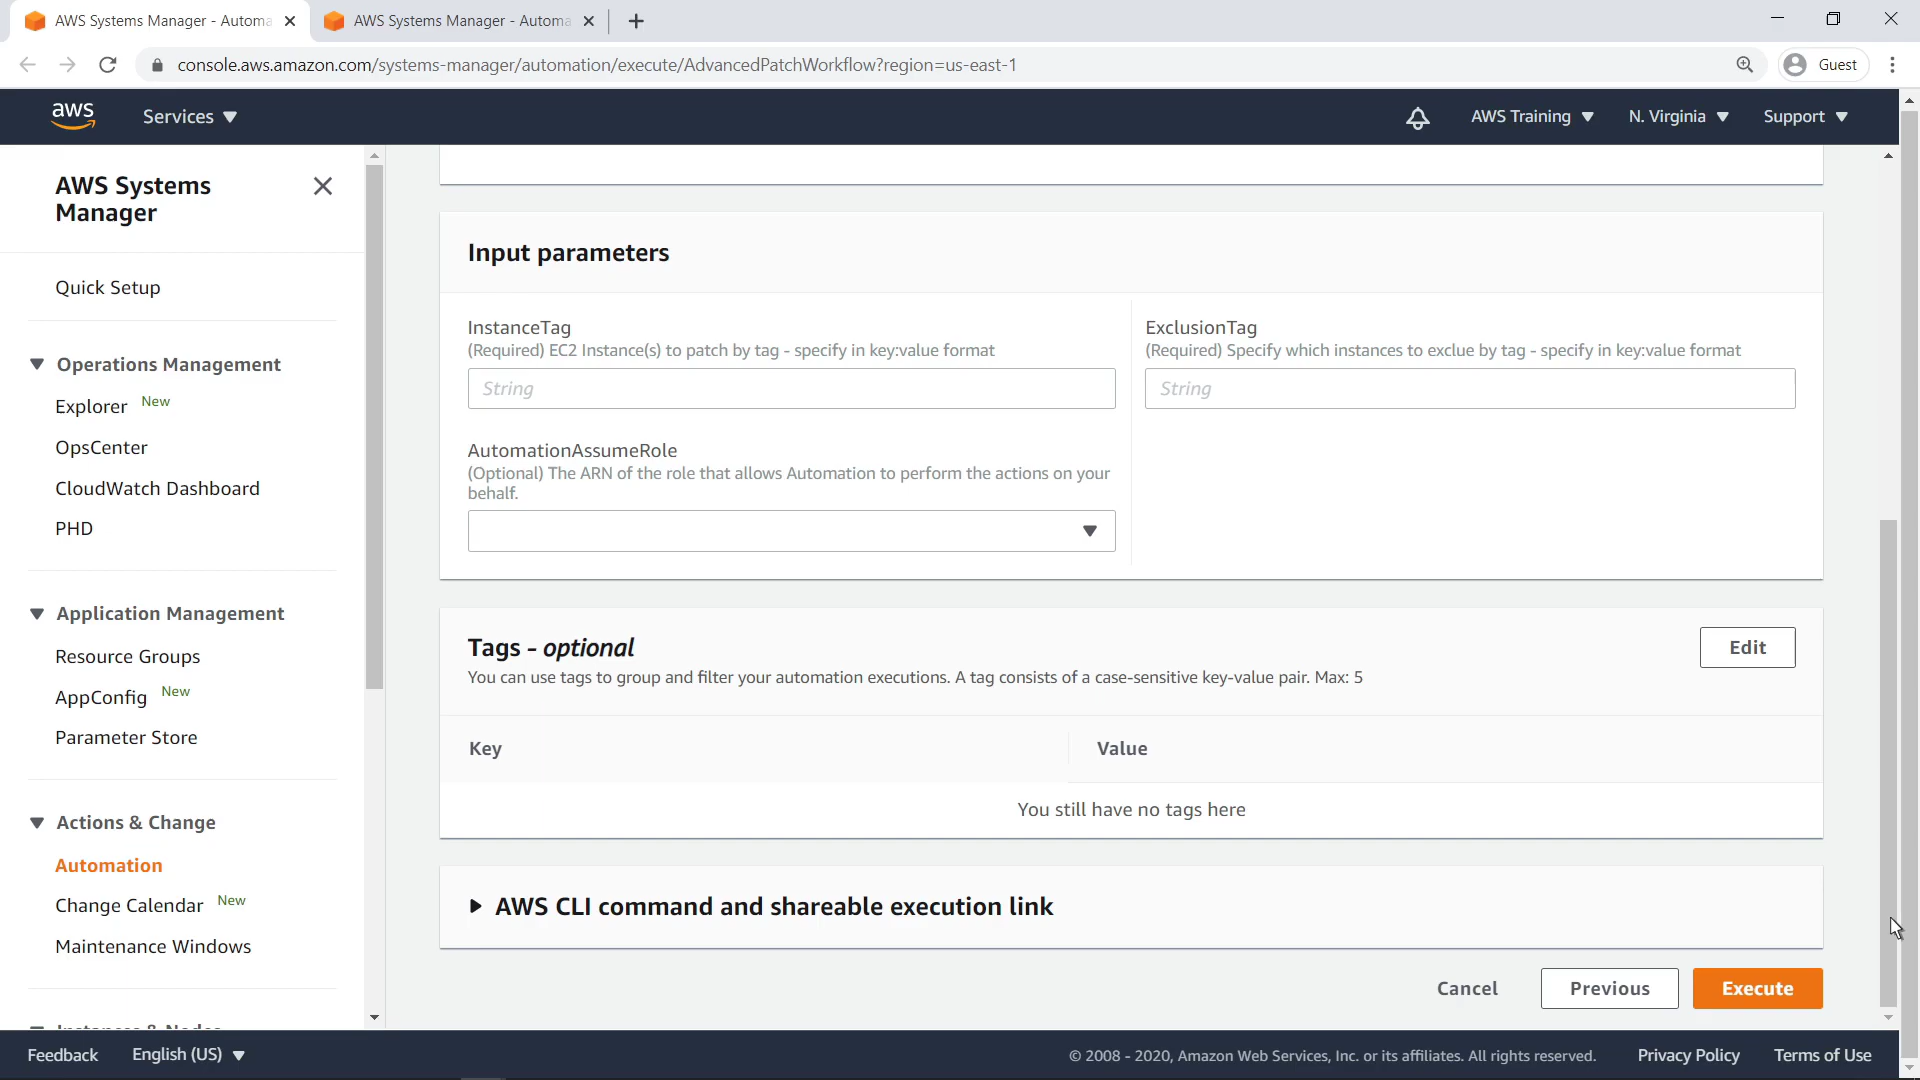 AWS Systems Manager - Automa
AWS Systems Manager - Automa
console.aws.amazon.com/systems-manager/automation/execute/AdvancedPatchWorkflow?region=us-east-1
Guest
aws
Services
AWS Training
N. Virginia
Support
AWS Systems
Manager
Quick Setup
Operations Management
Explorer New
OpsCenter
CloudWatch Dashboard
PHD
Application Management
Resource Groups
AppConfig New
Parameter Store
Actions & Change
Automation
Change Calendar New
Maintenance Windows
Input parameters
InstanceTag
(Required) EC2 Instance(s) to patch by tag - specify in key:value format
String
ExclusionTag
(Required) Specify which instances to exclue by tag - specify in key:value format
String
AutomationAssumeRole
(Optional) The ARN of the role that allows Automation to perform the actions on your
behalf.
Tags - optional
Edit
You can use tags to group and filter your automation executions. A tag consists of a case-sensitive key-value pair. Max: 5
Key
Value
You still have no tags here
AWS CLI command and shareable execution link
Cancel
Previous
Execute
Feedback
English (US)
© 2008 - 2020, Amazon Web Services, Inc. or its affiliates. All rights reserved.
Privacy Policy
Terms of Use